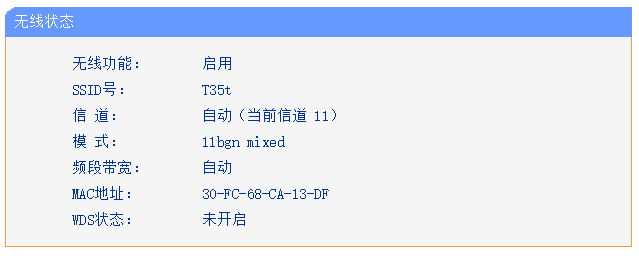 无线状态
无线功能： 启用
SSID号： T35t
信 道： 自动（当前信道 11）
模 式： 11bgn mixed
频段带宽： 自动
MAC地址： 30-FC-68-CA-13-DF
WDS状态： 未开启